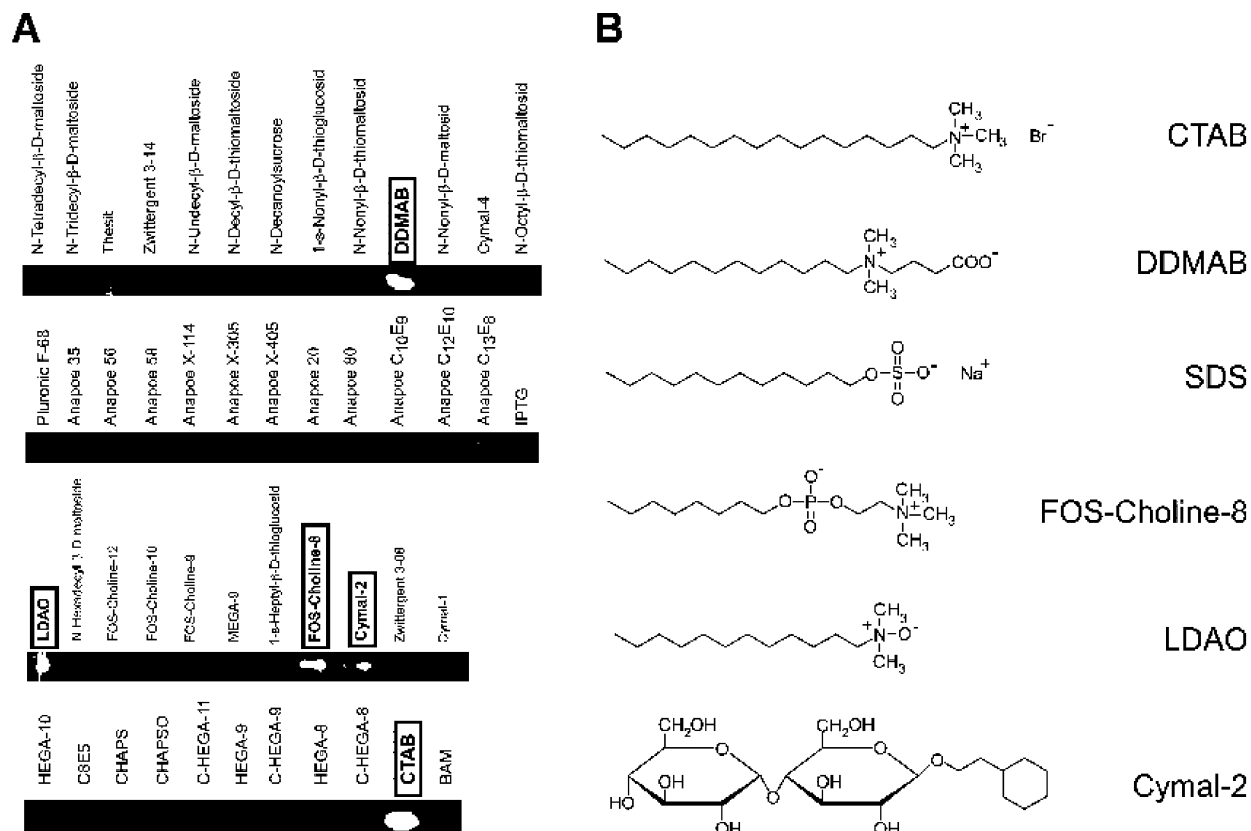 A
N-Tetradecyl-β-D-maltoside
N-Tridecyl-β-D-maltoside
Thesit
Zwittergent 3-14
N-Undecyl-β-D-maltoside
N-Decyl-β-D-thiomaltoside
N-Decanoylsucrose
1-s-Nonyl-β-D-thioglucosid
N-Nonyl-β-D-thiomaltosid
DDMAB
N-Nonyl-β-D-maltosid
Cymal-4
N-Octyl-β-D-thiomaltosid
Pluronic F-68
Anapoe 35
Anapoe 56
Anapoe 58
Anapoe X-114
Anapoe X-305
Anapoe X-405
Anapoe 20
Anapoe 80
Anapoe C10E9
Anapoe C12E10
Anapoe C13E8
IPTG
LDAO
N-Hexadecyl-β-D-maltoside
FOS-Choline-12
FOS-Choline-10
FOS-Choline-9
MEGA-9
1-s-Heptyl-β-D-thioglucosid
FOS-Choline-8
Cymal-2
Zwittergent 3-08
Cymal-1
HEGA-10
C8E5
CHAPS
CHAPSO
C-HEGA-11
HEGA-9
C-HEGA-9
HEGA-8
C-HEGA-8
CTAB
BAM
B
CH3
N+ CH3 Br-
CH3
CTAB
CH3
N+ COO-
CH3
DDMAB
O
O S O- Na+
O
SDS
O-
O P O CH3
O N+ CH3
CH3
FOS-Choline-8
CH3
N+ O-
CH3
LDAO
CH2OH CH2OH
O O O
OH OH
HO O
OH OH
Cymal-2